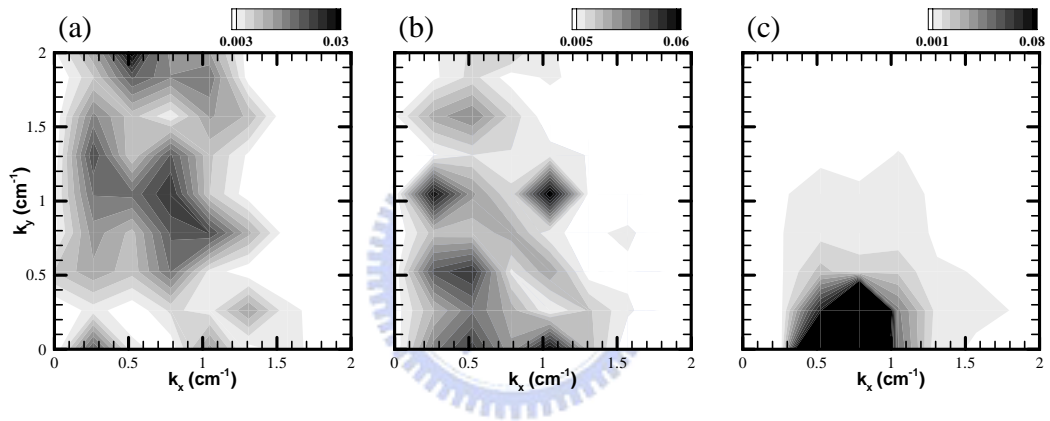 (a)
0.003 0.03
2
1.5
1
0.5
0
k_y (cm⁻¹)
0 0.5 1 1.5 2
k_x (cm⁻¹)
(b)
0.005 0.06
0.5 1 1.5 2
k_x (cm⁻¹)
(c)
0.001 0.08
0.5 1 1.5 2
k_x (cm⁻¹)